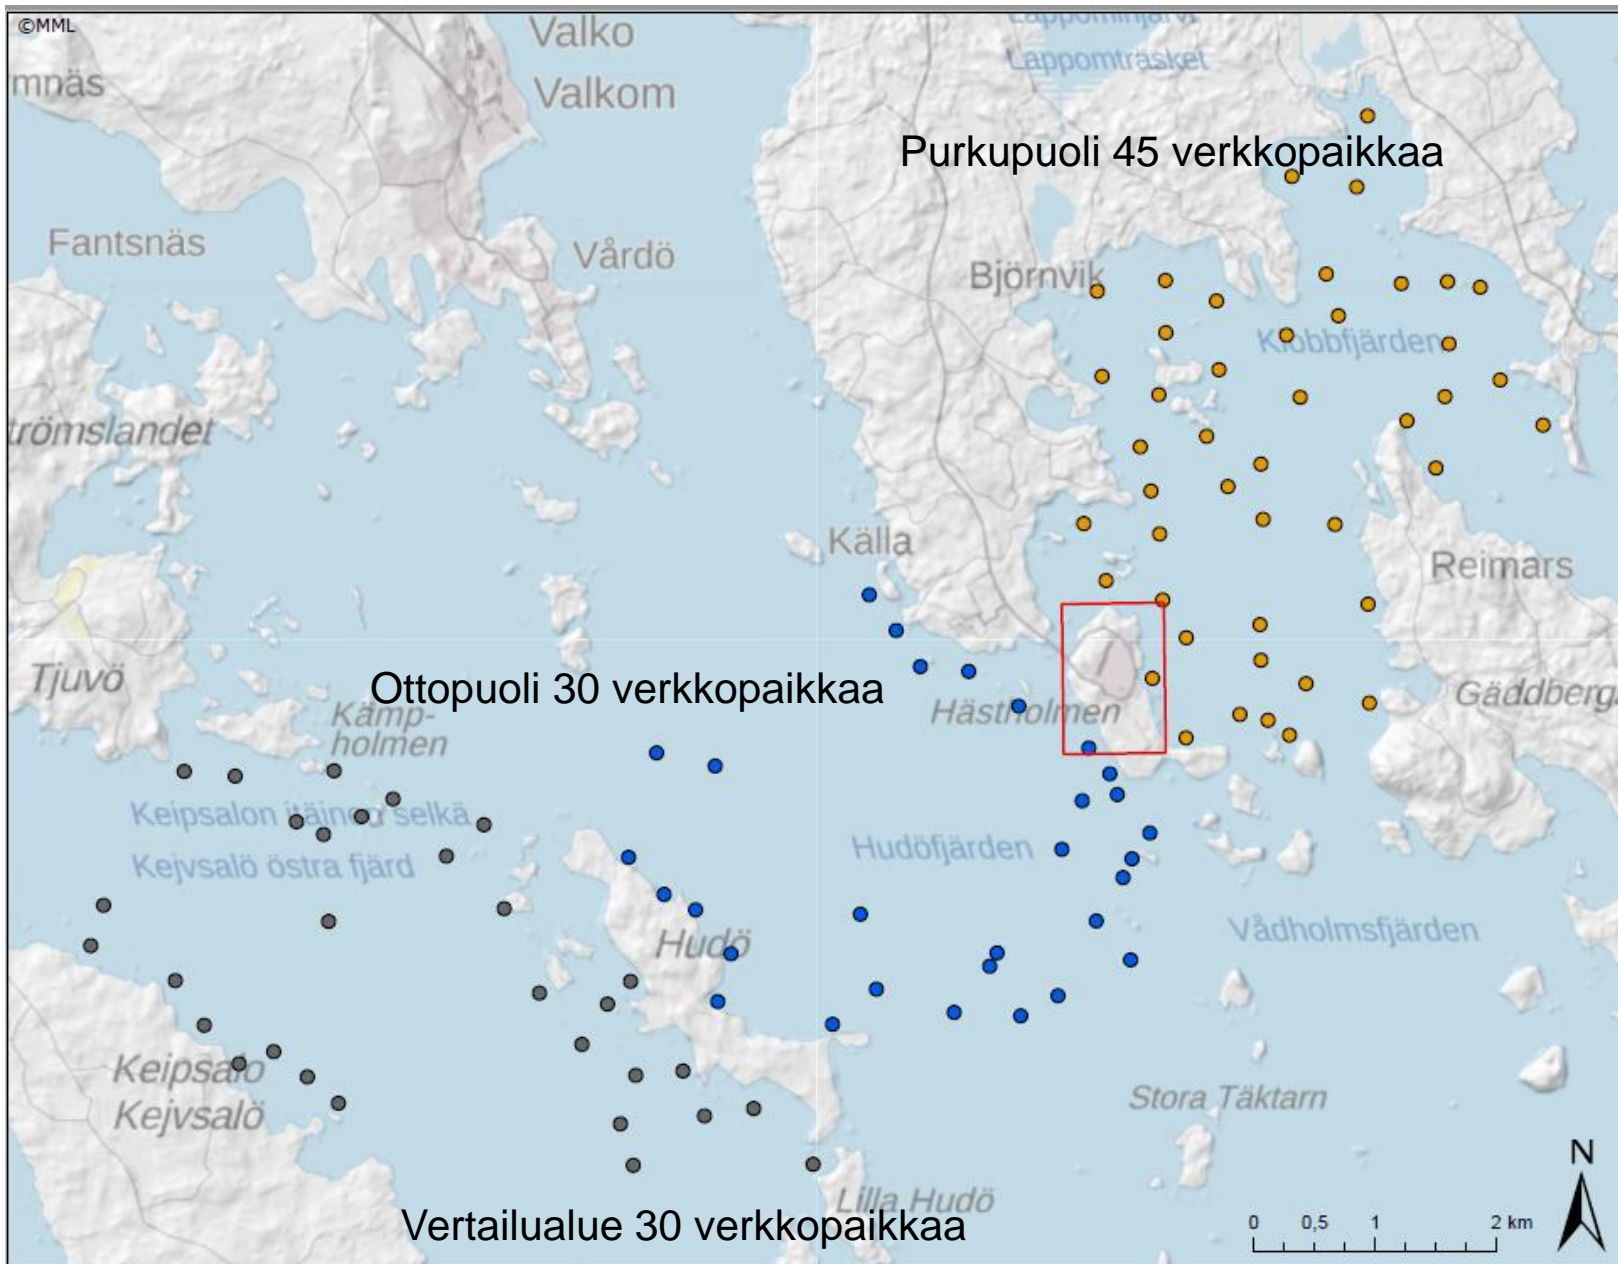 ©MML
Valko
Valkom
mnäs
Lappominjärvi
Lappomträsket
Purkupuoli 45 verkkopaikkaa
Fantsnäs
Vårdö
Björnvik
Klobbfjärden
trömslandet
Källa
Reimars
Tjuvö
Ottopuoli 30 verkkopaikkaa
Kämp-
holmen
Hästholmen
Gäddberg
Keipsalon itäinen selkä
Kejvsalö östra fjärd
Hudöfjärden
Hudö
Vådholmsfjärden
Keipsalo
Kejvsalö
Stora Täktarn
Lilla Hudö
Vertailualue 30 verkkopaikkaa
N
0 0,5 1 2 km